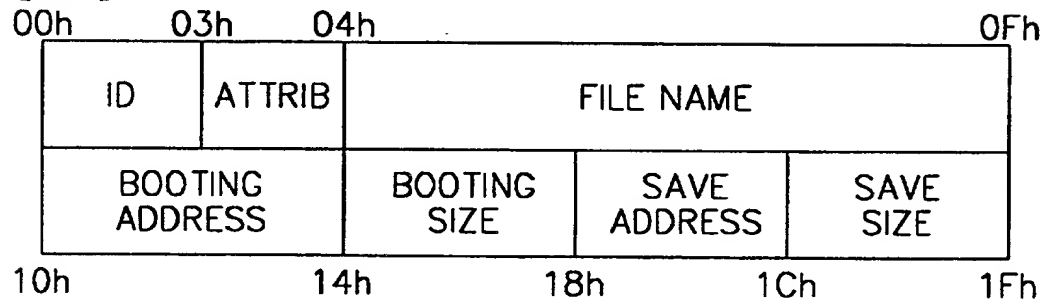 00h 03h 04h 0Fh
ID ATTRIB FILE NAME
BOOTING ADDRESS BOOTING SIZE SAVE ADDRESS SAVE SIZE
10h 14h 18h 1Ch 1Fh